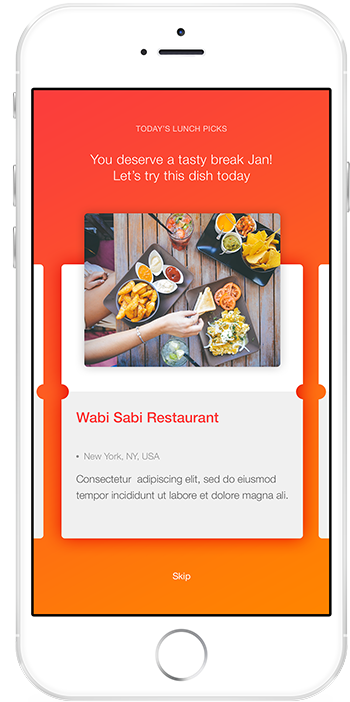 TODAY'S LUNCH PICKS
You deserve a tasty break Jan!
Let's try this dish today
Wabi Sabi Restaurant
• New York, NY, USA
Consectetur adipiscing elit, sed do eiusmod
tempor incididunt ut labore et dolore magna ali.
Skip